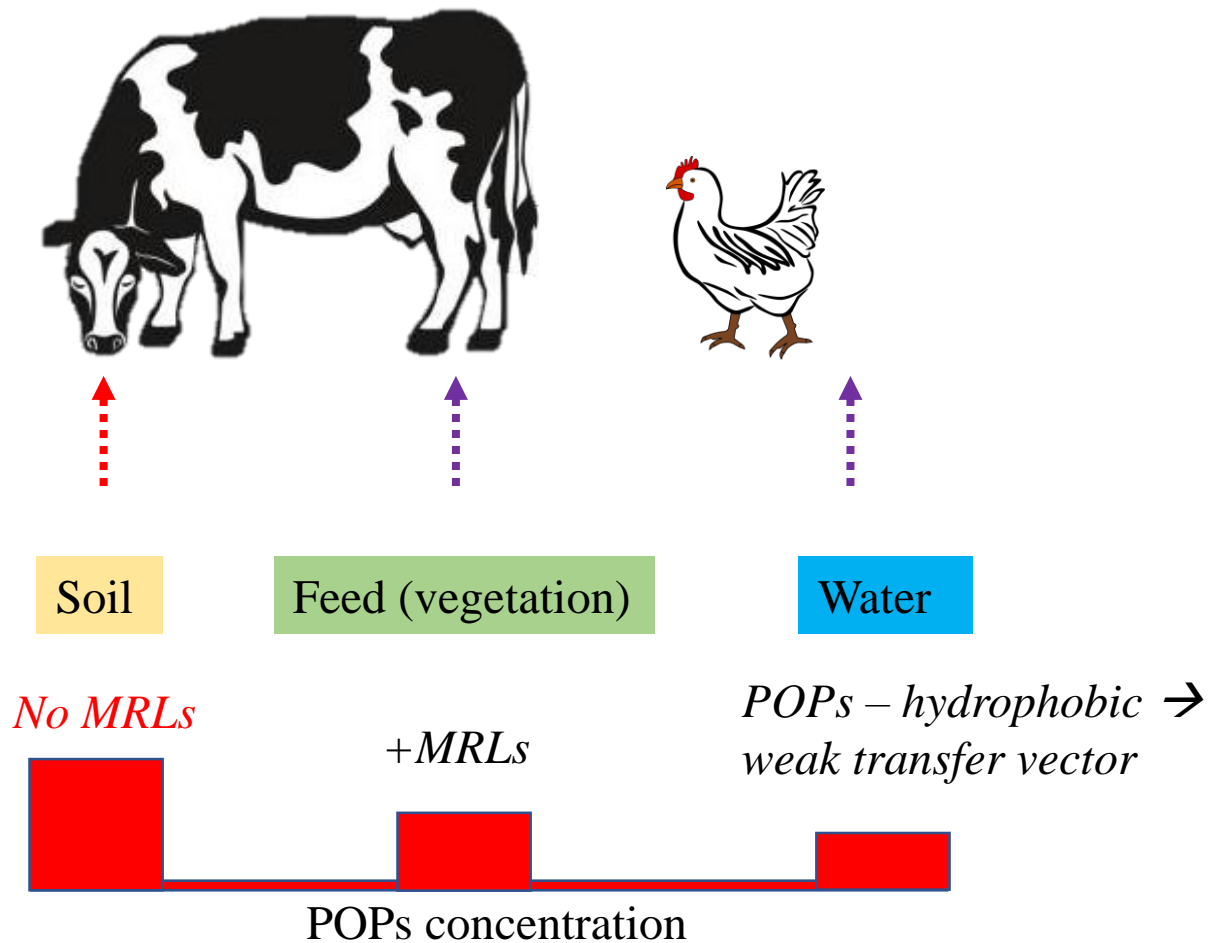 Soil
Feed (vegetation)
Water
No MRLs
+MRLs
POPs – hydrophobic →
weak transfer vector
POPs concentration